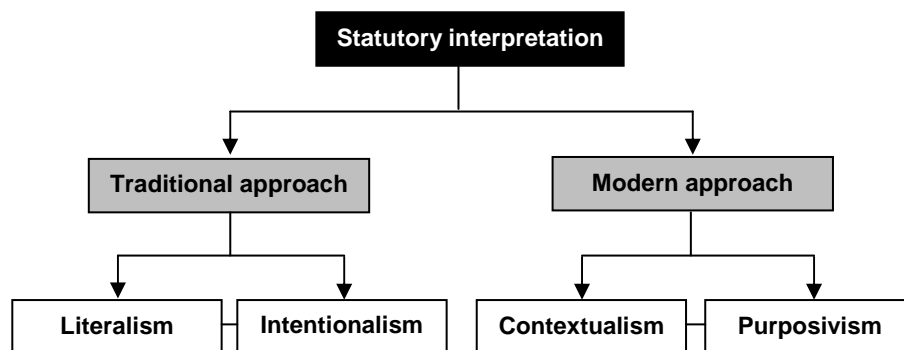 Statutory interpretation
Traditional approach
Modern approach
Literalism
Intentionalism
Contextualism
Purposivism